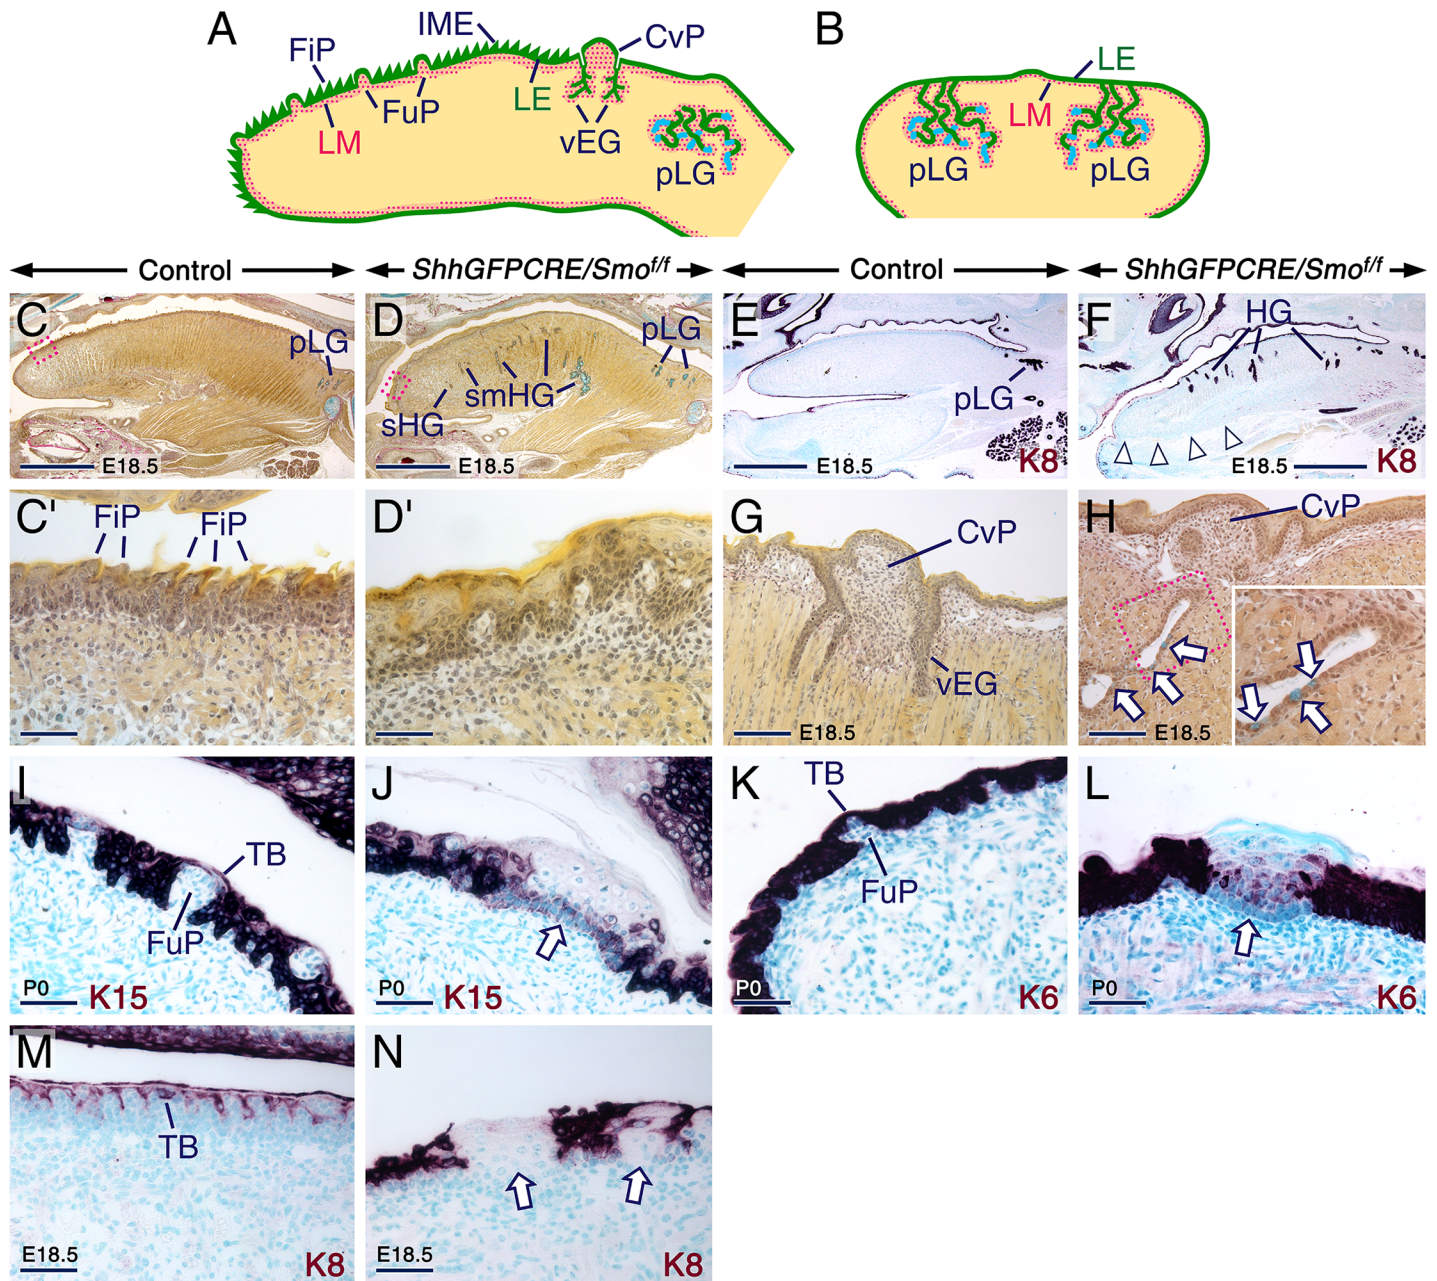 A
IME
CvP
FiP
FuP
LE
LM
vEG
pLG
B
LE
LM
pLG
pLG
Control
ShhGFPCRE/Smof/f
Control
ShhGFPCRE/Smof/f
C
pLG
E18.5
D
pLG
smHG
sHG
E18.5
E
pLG
E18.5
K8
F
HG
E18.5
K8
C'
FiP
FiP
D'
G
CvP
vEG
E18.5
H
CvP
E18.5
I
TB
FuP
P0
K15
J
P0
K15
K
TB
FuP
P0
K6
L
P0
K6
M
TB
E18.5
K8
N
E18.5
K8